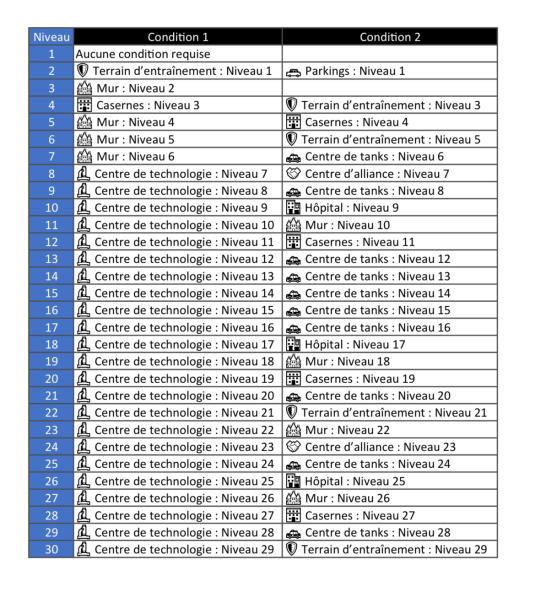 Niveau Condition 1 Condition 2
1 Aucune condition requise
2 Terrain d’entraînement : Niveau 1 Parkings : Niveau 1
3 Mur : Niveau 2
4 Casernes : Niveau 3 Terrain d’entraînement : Niveau 3
5 Mur : Niveau 4 Casernes : Niveau 4
6 Mur : Niveau 5 Terrain d’entraînement : Niveau 5
7 Mur : Niveau 6 Centre de tanks : Niveau 6
8 Centre de technologie : Niveau 7 Centre d’alliance : Niveau 7
9 Centre de technologie : Niveau 8 Centre de tanks : Niveau 8
10 Centre de technologie : Niveau 9 Hôpital : Niveau 9
11 Centre de technologie : Niveau 10 Mur : Niveau 10
12 Centre de technologie : Niveau 11 Casernes : Niveau 11
13 Centre de technologie : Niveau 12 Centre de tanks : Niveau 12
14 Centre de technologie : Niveau 13 Centre de tanks : Niveau 13
15 Centre de technologie : Niveau 14 Centre de tanks : Niveau 14
16 Centre de technologie : Niveau 15 Centre de tanks : Niveau 15
17 Centre de technologie : Niveau 16 Centre de tanks : Niveau 16
18 Centre de technologie : Niveau 17 Hôpital : Niveau 17
19 Centre de technologie : Niveau 18 Mur : Niveau 18
20 Centre de technologie : Niveau 19 Casernes : Niveau 19
21 Centre de technologie : Niveau 20 Centre de tanks : Niveau 20
22 Centre de technologie : Niveau 21 Terrain d’entraînement : Niveau 21
23 Centre de technologie : Niveau 22 Mur : Niveau 22
24 Centre de technologie : Niveau 23 Centre d’alliance : Niveau 23
25 Centre de technologie : Niveau 24 Centre de tanks : Niveau 24
26 Centre de technologie : Niveau 25 Hôpital : Niveau 25
27 Centre de technologie : Niveau 26 Mur : Niveau 26
28 Centre de technologie : Niveau 27 Casernes : Niveau 27
29 Centre de technologie : Niveau 28 Centre de tanks : Niveau 28
30 Centre de technologie : Niveau 29 Terrain d’entraînement : Niveau 29